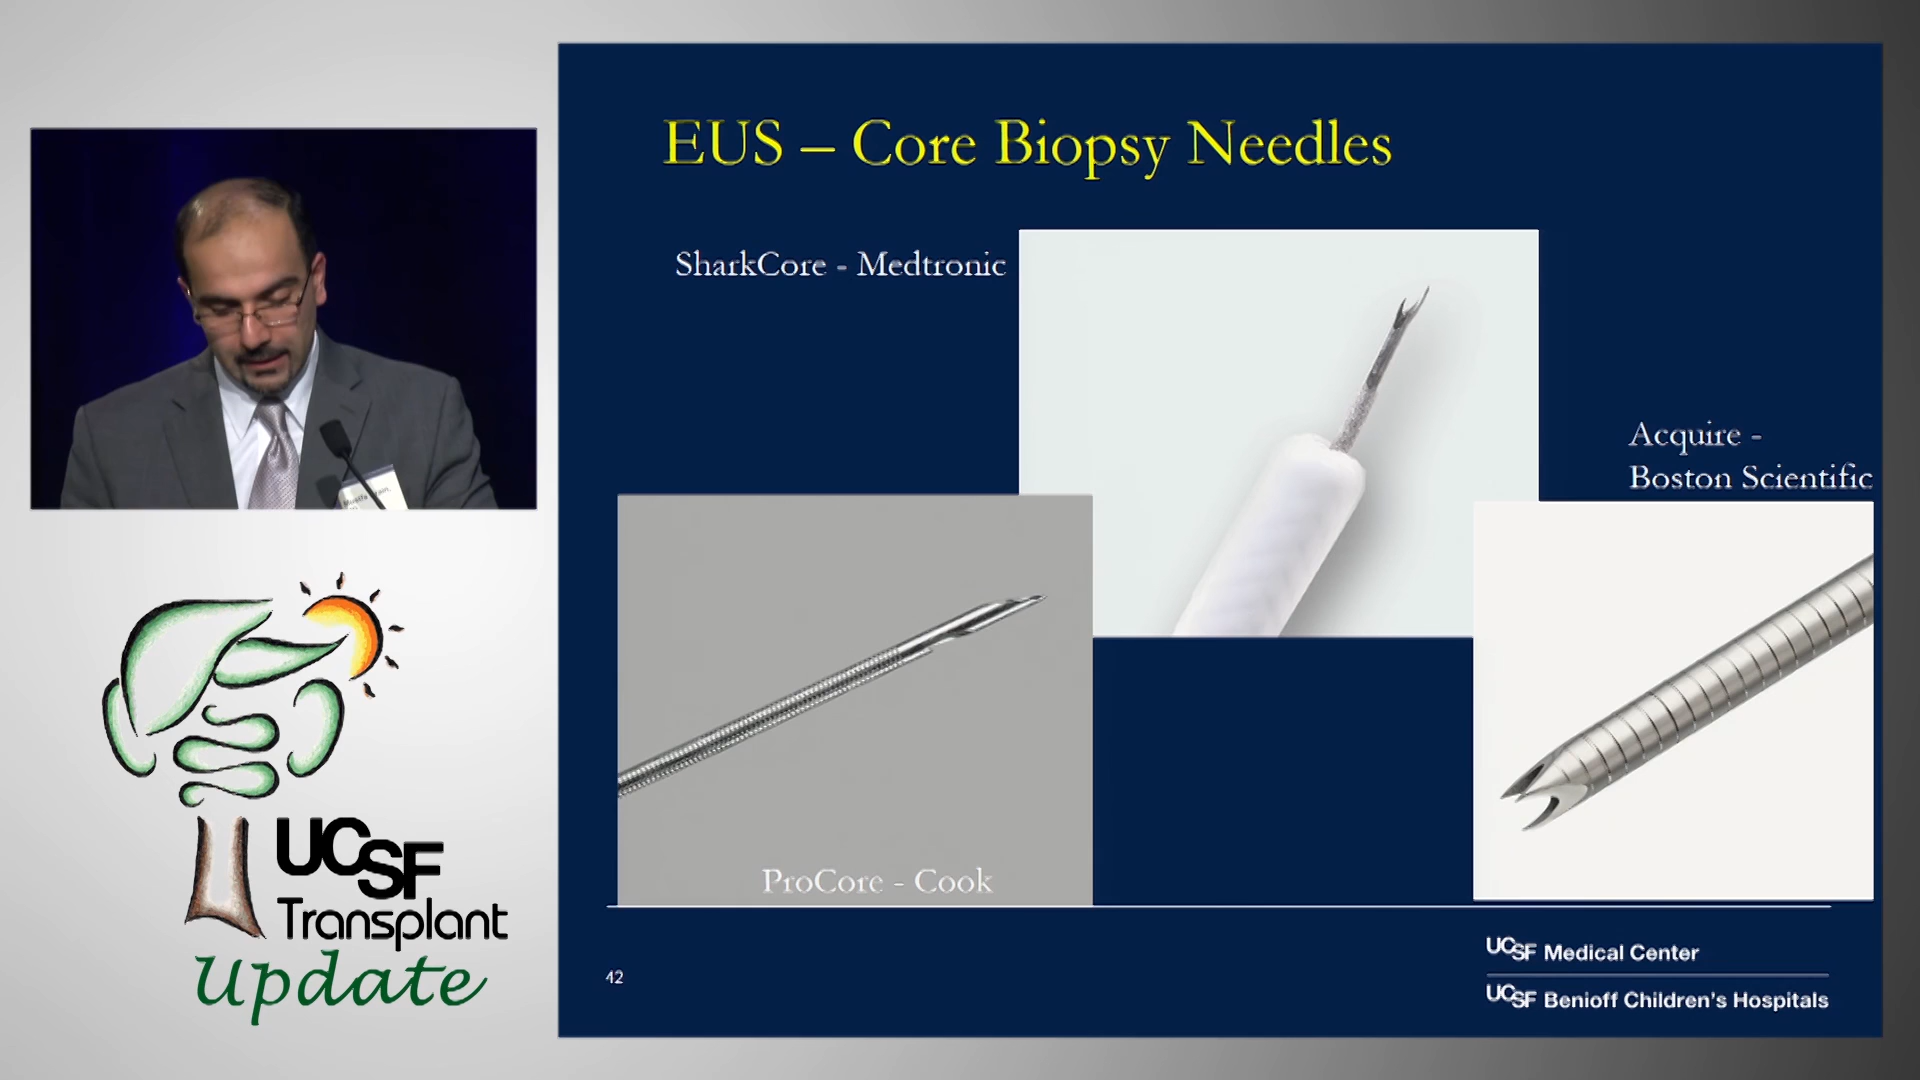 EUS – Core Biopsy Needles
SharkCore - Medtronic
Acquire -
Boston Scientific
ProCore - Cook
42
UCSF Medical Center
UCSF Benioff Children's Hospitals
UCSF
Transplant
Update